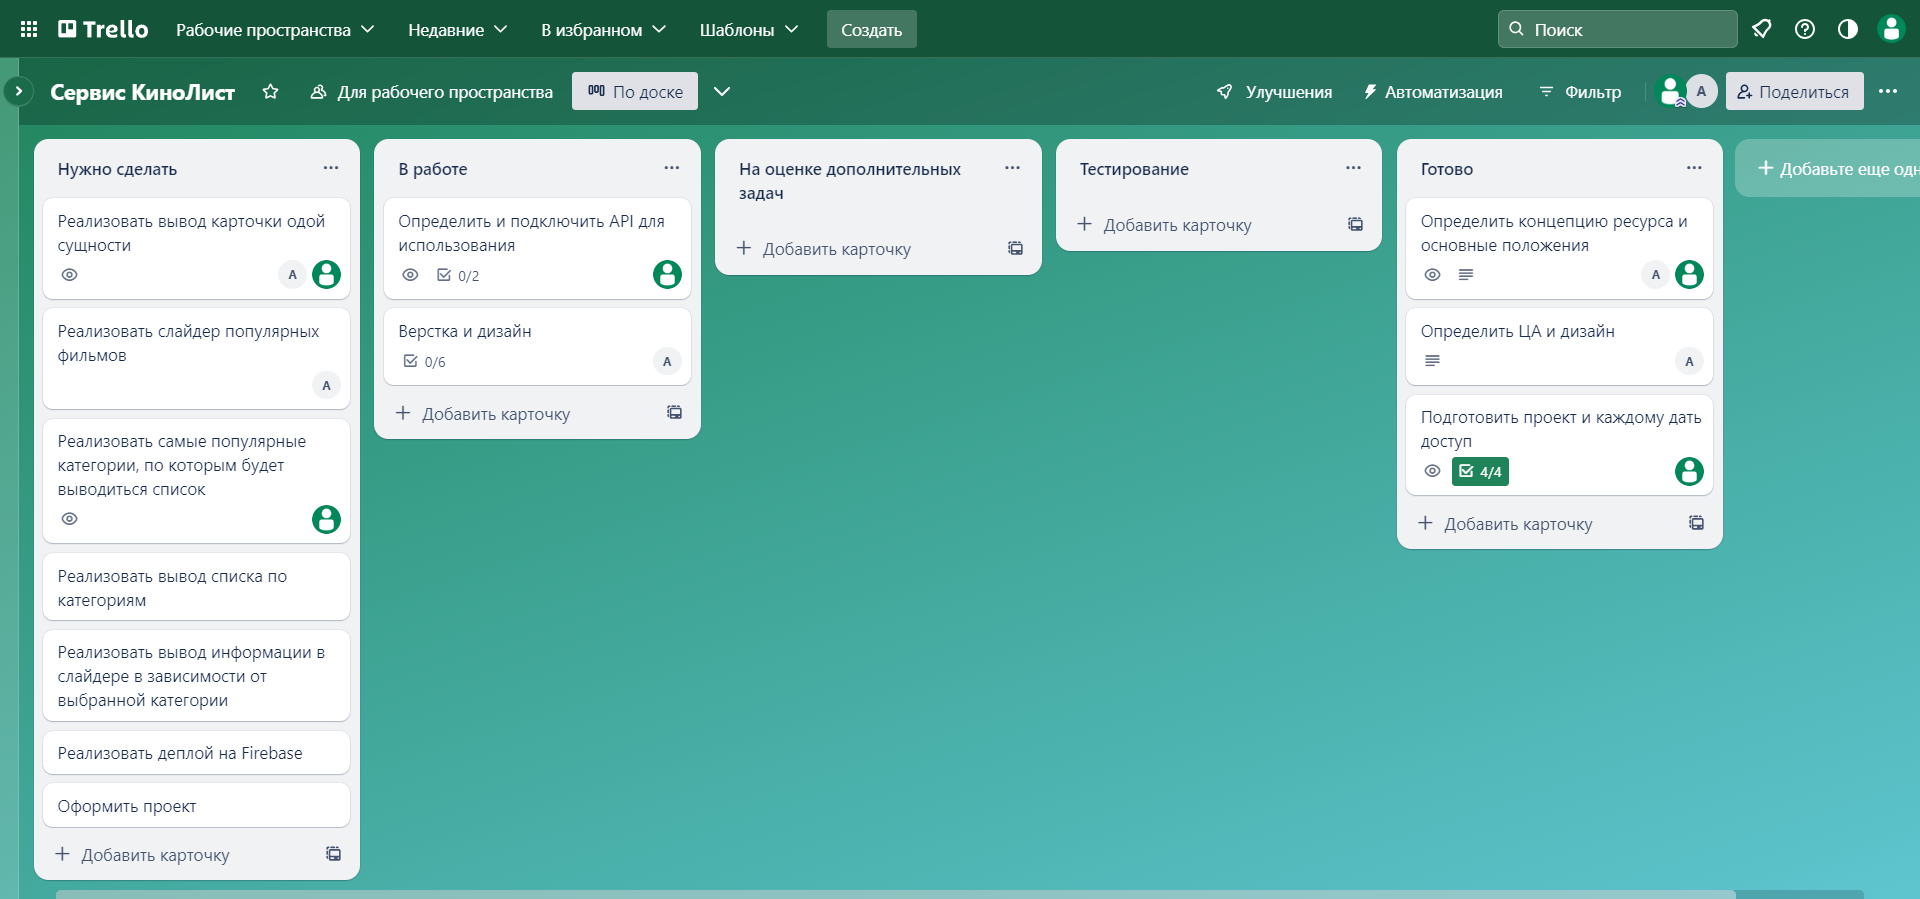 Trello
Рабочие пространства
Недавние
В избранном
Шаблоны
Создать
Поиск
Сервис КиноЛист
Для рабочего пространства
По доске
Улучшения
Автоматизация
Фильтр
A
Поделиться
Нужно сделать
Реализовать вывод карточки одой
сущности
A
Реализовать слайдер популярных
фильмов
A
Реализовать самые популярные
категории, по которым будет
выводиться список
Реализовать вывод списка по
категориям
Реализовать вывод информации в
слайдере в зависимости от
выбранной категории
Реализовать деплой на Firebase
Оформить проект
Добавить карточку
В работе
Определить и подключить API для
использования
0/2
Верстка и дизайн
0/6
A
Добавить карточку
На оценке дополнительных
задач
Добавить карточку
Тестирование
Добавить карточку
Готово
Определить концепцию ресурса и
основные положения
A
Определить ЦА и дизайн
A
Подготовить проект и каждому дать
доступ
4/4
Добавить карточку
Добавьте еще одн